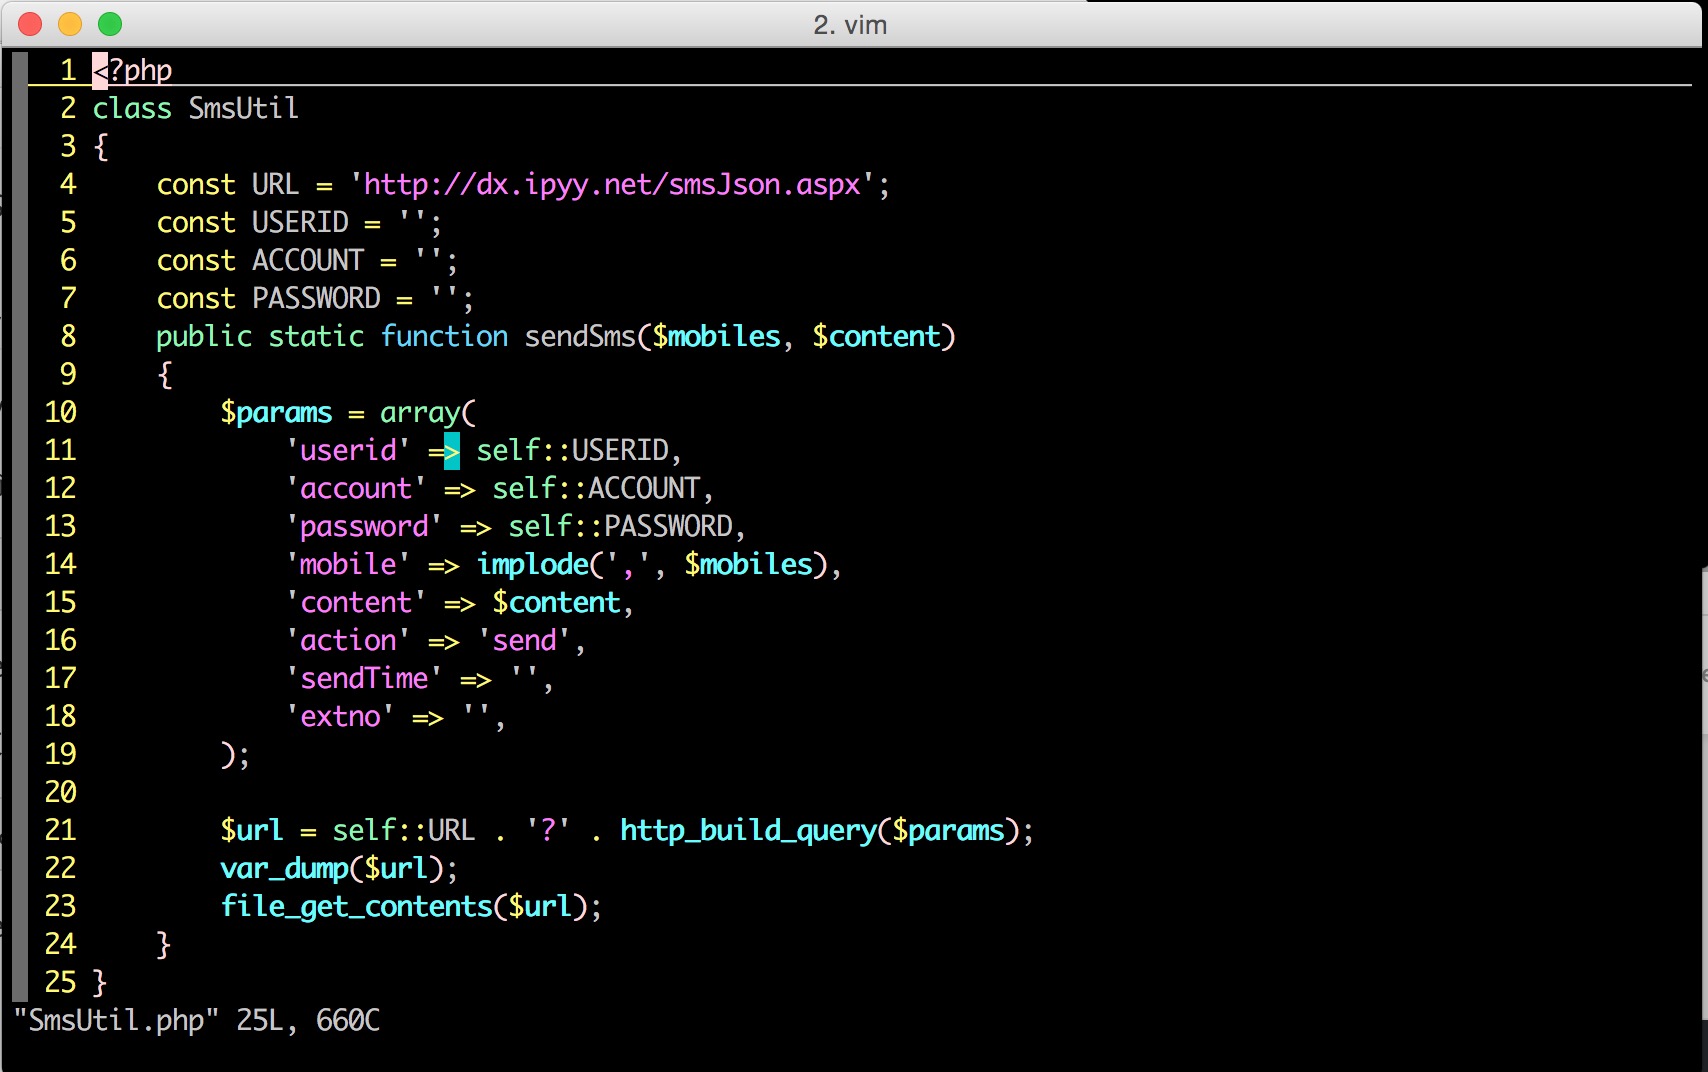 2. vim
1 <?php
2 class SmsUtil
3 {
4     const URL = 'http://dx.ipyy.net/smsJson.aspx';
5     const USERID = '';
6     const ACCOUNT = '';
7     const PASSWORD = '';
8     public static function sendSms($mobiles, $content)
9     {
10         $params = array(
11             'userid' => self::USERID,
12             'account' => self::ACCOUNT,
13             'password' => self::PASSWORD,
14             'mobile' => implode(',', $mobiles),
15             'content' => $content,
16             'action' => 'send',
17             'sendTime' => '',
18             'extno' => '',
19         );
20
21         $url = self::URL . '?' . http_build_query($params);
22         var_dump($url);
23         file_get_contents($url);
24     }
25 }
"SmsUtil.php" 25L, 660C